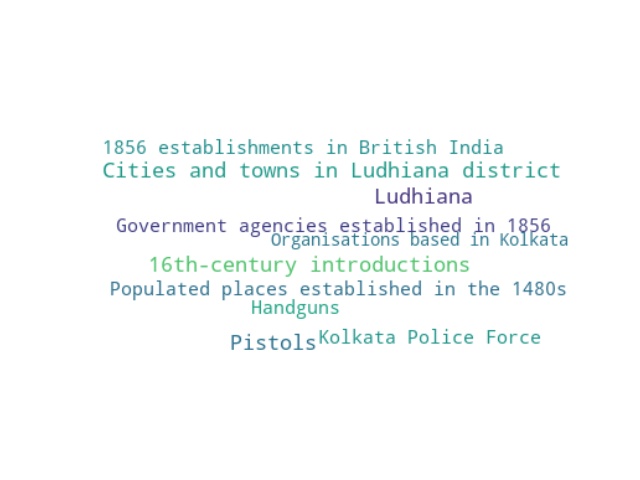 1856 establishments in British India
Cities and towns in Ludhiana district
Ludhiana
Government agencies established in 1856
Organisations based in Kolkata
16th-century introductions
Populated places established in the 1480s
Handguns
Kolkata Police Force
Pistols